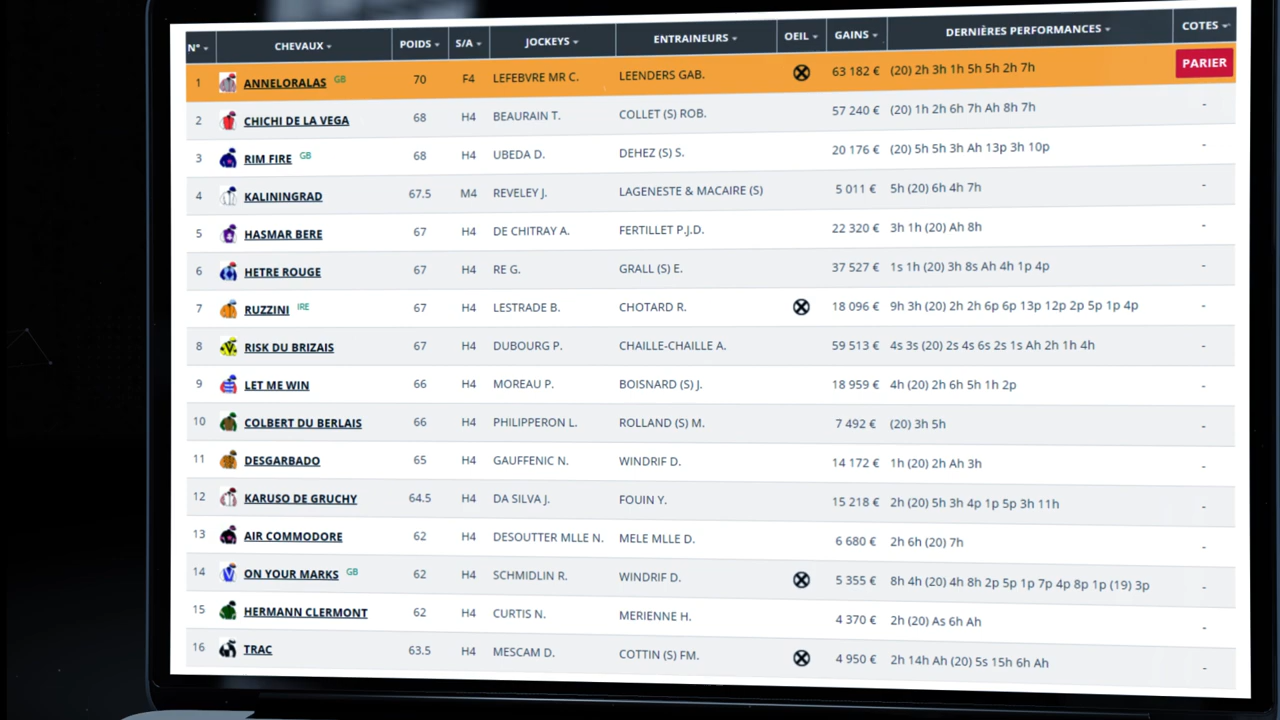 N° CHEVAUX POIDS S/A JOCKEYS ENTRAINEURS OEIL GAINS DERNIÈRES PERFORMANCES COTES
1 ANNELORALAS GB 70 F4 LEFEBVRE MR C. LEENDERS GAB. 63 182 € (20) 2h 3h 1h 5h 5h 2h 7h PARIER
2 CHICHI DE LA VEGA 68 H4 BEAURAIN T. COLLET (S) ROB. 57 240 € (20) 1h 2h 6h 7h Ah 8h 7h -
3 RIM FIRE GB 68 H4 UBEDA D. DEHEZ (S) S. 20 176 € (20) 5h 5h 3h Ah 13p 3h 10p -
4 KALININGRAD 67.5 M4 REVELEY J. LAGENESTE & MACAIRE (S) 5 011 € 5h (20) 6h 4h 7h -
5 HASMAR BERE 67 H4 DE CHITRAY A. FERTILLET P.J.D. 22 320 € 3h 1h (20) Ah 8h -
6 HETRE ROUGE 67 H4 RE G. GRALL (S) E. 37 527 € 1s 1h (20) 3h 8s Ah 4h 1p 4p -
7 RUZZINI IRE 67 H4 LESTRADE B. CHOTARD R. 18 096 € 9h 3h (20) 2h 2h 6p 6p 13p 12p 2p 5p 1p 4p -
8 RISK DU BRIZAIS 67 H4 DUBOURG P. CHAILLE-CHAILLE A. 59 513 € 4s 3s (20) 2s 4s 6s 2s 1s Ah 2h 1h 4h -
9 LET ME WIN 66 H4 MOREAU P. BOISNARD (S) J. 18 959 € 4h (20) 2h 6h 5h 1h 2p -
10 COLBERT DU BERLAIS 66 H4 PHILIPPERON L. ROLLAND (S) M. 7 492 € (20) 3h 5h -
11 DESGARBADO 65 H4 GAUFFENIC N. WINDRIF D. 14 172 € 1h (20) 2h Ah 3h -
12 KARUSO DE GRUCHY 64.5 H4 DA SILVA J. FOUIN Y. 15 218 € 2h (20) 5h 3h 4p 1p 5p 3h 11h -
13 AIR COMMODORE 62 H4 DESOUTTER MLLE N. MELE MLLE D. 6 680 € 2h 6h (20) 7h -
14 ON YOUR MARKS GB 62 H4 SCHMIDLIN R. WINDRIF D. 5 355 € 8h 4h (20) 4h 8h 2p 5p 1p 7p 4p 8p 1p (19) 3p -
15 HERMANN CLERMONT 62 H4 CURTIS N. MERIENNE H. 4 370 € 2h (20) As 6h Ah -
16 TRAC 63.5 H4 MESCAM D. COTTIN (S) FM. 4 950 € 2h 14h Ah (20) 5s 15h 6h Ah -